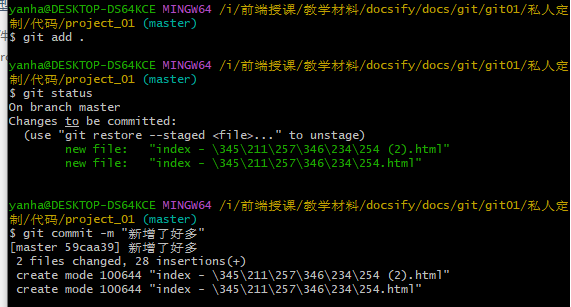 yanha@DESKTOP-DS64KCE MINGW64 /i/前端授课/教学材料/docsify/docs/git/git01/私人定
制/代码/project_01 (master)
$ git add .
yanha@DESKTOP-DS64KCE MINGW64 /i/前端授课/教学材料/docsify/docs/git/git01/私人定
制/代码/project_01 (master)
$ git status
On branch master
Changes to be committed:
  (use "git restore --staged <file>..." to unstage)
        new file:   "index - \345\211\257\346\234\254 (2).html"
        new file:   "index - \345\211\257\346\234\254.html"
yanha@DESKTOP-DS64KCE MINGW64 /i/前端授课/教学材料/docsify/docs/git/git01/私人定
制/代码/project_01 (master)
$ git commit -m "新增了好多"
[master 59caa39] 新增了好多
 2 files changed, 28 insertions(+)
 create mode 100644 "index - \345\211\257\346\234\254 (2).html"
 create mode 100644 "index - \345\211\257\346\234\254.html"